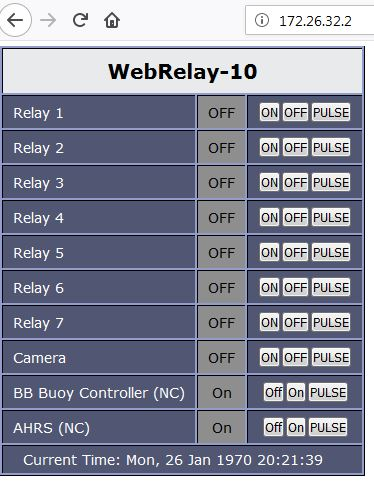 172.26.32.2
WebRelay-10
Relay 1 OFF ON OFF PULSE
Relay 2 OFF ON OFF PULSE
Relay 3 OFF ON OFF PULSE
Relay 4 OFF ON OFF PULSE
Relay 5 OFF ON OFF PULSE
Relay 6 OFF ON OFF PULSE
Relay 7 OFF ON OFF PULSE
Camera OFF ON OFF PULSE
BB Buoy Controller (NC) On Off On PULSE
AHRS (NC) On Off On PULSE
Current Time: Mon, 26 Jan 1970 20:21:39